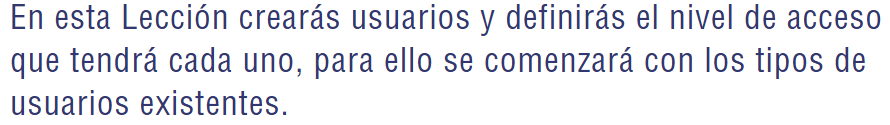 En esta Lección crearás usuarios y definirás el nivel de acceso
que tendrá cada uno, para ello se comenzará con los tipos de
usuarios existentes.